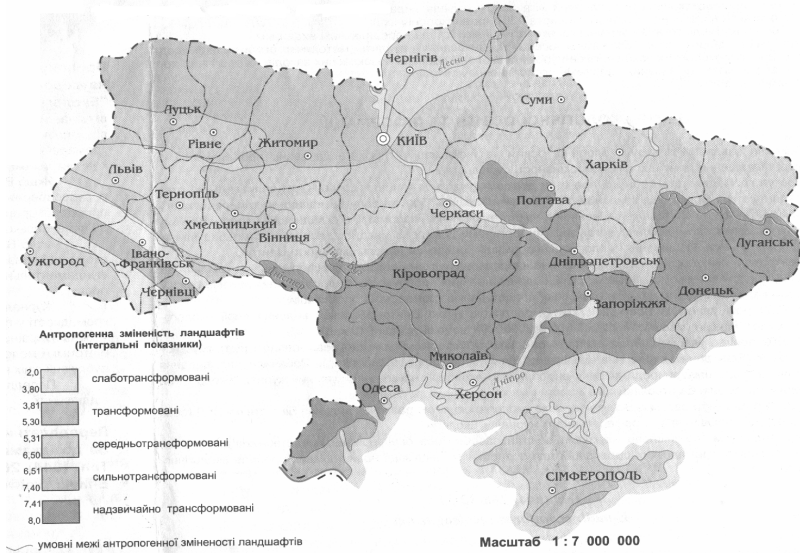 Чернігів
Десна
Суми
Луцьк
Рівне
Житомир
КИЇВ
Харків
Львів
Тернопіль
Хмельницький
Вінниця
Черкаси
Полтава
Луганськ
Ужгород
Івано-
Франківськ
Чернівці
Кіровоград
Дніпропетровськ
Донецьк
Запоріжжя
Миколаїв
Одеса
Херсон
Дніпро
СІМФЕРОПОЛЬ
Антропогенна зміненість ландшафтів
(інтегральні показники)
2,0
3,80 слаботрансформовані
3,81
5,30 трансформовані
5,31
6,50 середньотрансформовані
6,51
7,40 сильнотрансформовані
7,41
8,0 надзвичайно трансформовані
умовні межі антропогенної зміненості ландшафтів
Масштаб 1 : 7 000 000